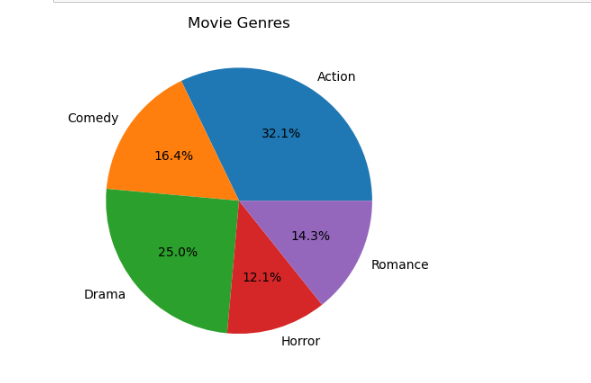 Movie Genres
Action
32.1%
Comedy
16.4%
Drama
25.0%
Horror
12.1%
Romance
14.3%